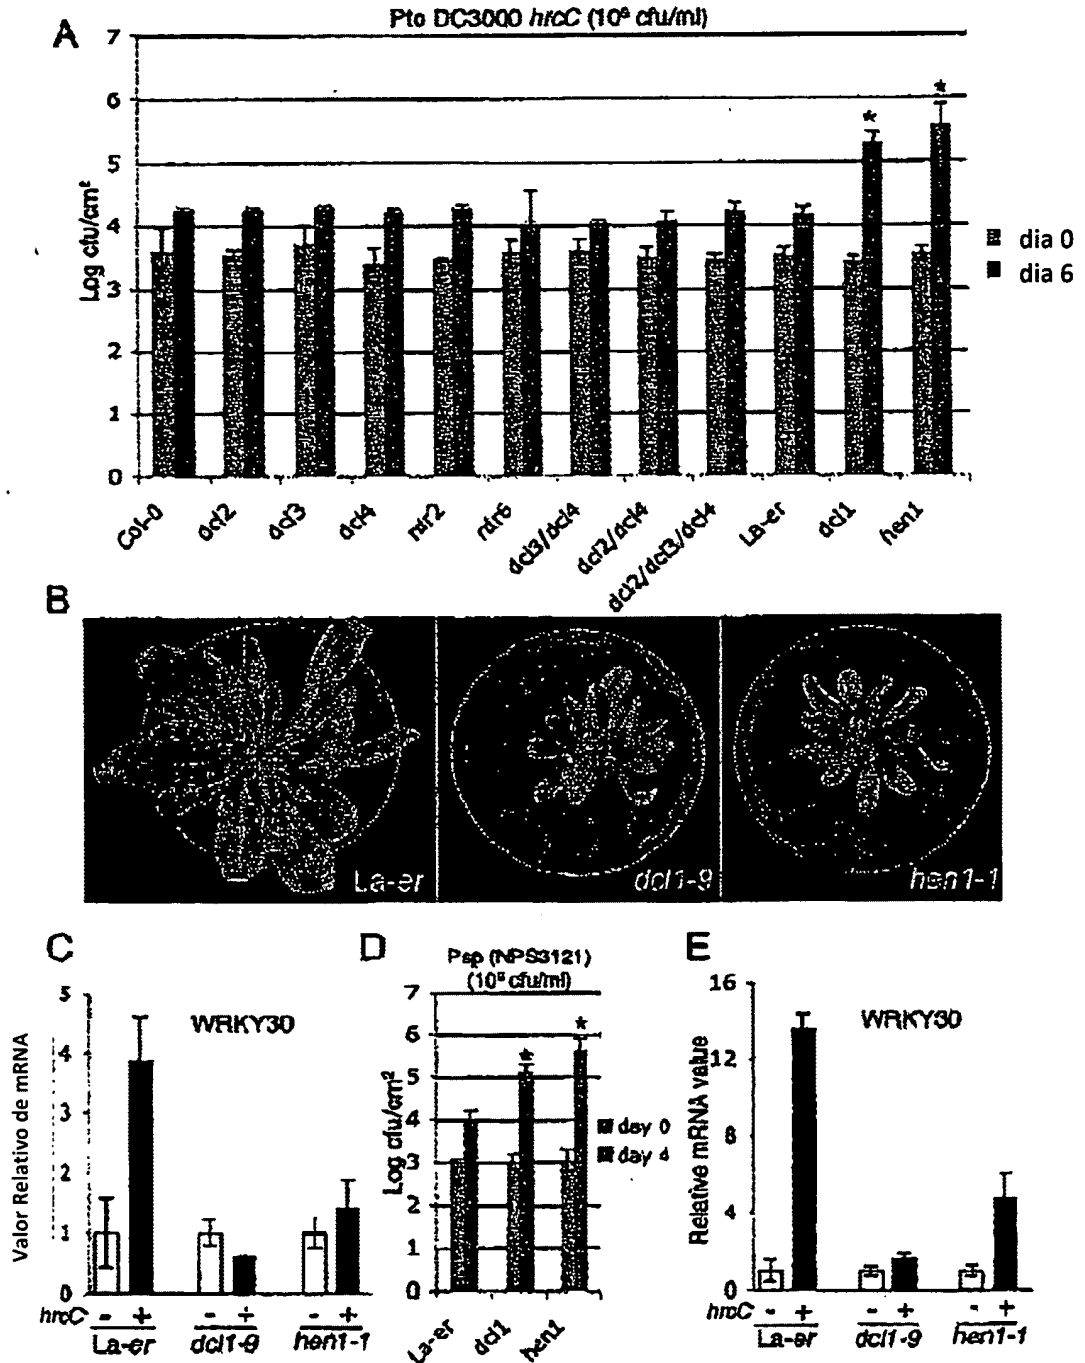 A
Pto DC3000 hrcC (10⁶ cfu/ml)
Log cfu/cm²
7
6
5
4
3
2
1
0
* *
dia 0
dia 6
Col-0 dcl2 dcl3 dcl4 rdr2 rdr6 dcl3/dcl4 dcl2/dcl4 dcl2/dcl3/dcl4 La-er dcl1 hen1
B
La-er dcl1-9 hen1-1
C
Valor Relativo de mRNA
5
4
3
2
1
0
WRKY30
hrcC - + - + - +
La-er dcl1-9 hen1-1
D
Psp (NPS3121)
(10⁶ cfu/ml)
Log cfu/cm²
7
6
5
4
3
2
1
0
* *
day 0
day 4
La-er dcl1 hen1
E
Relative mRNA value
16
12
8
4
0
WRKY30
hrcC - + - + - +
La-er dcl1-9 hen1-1